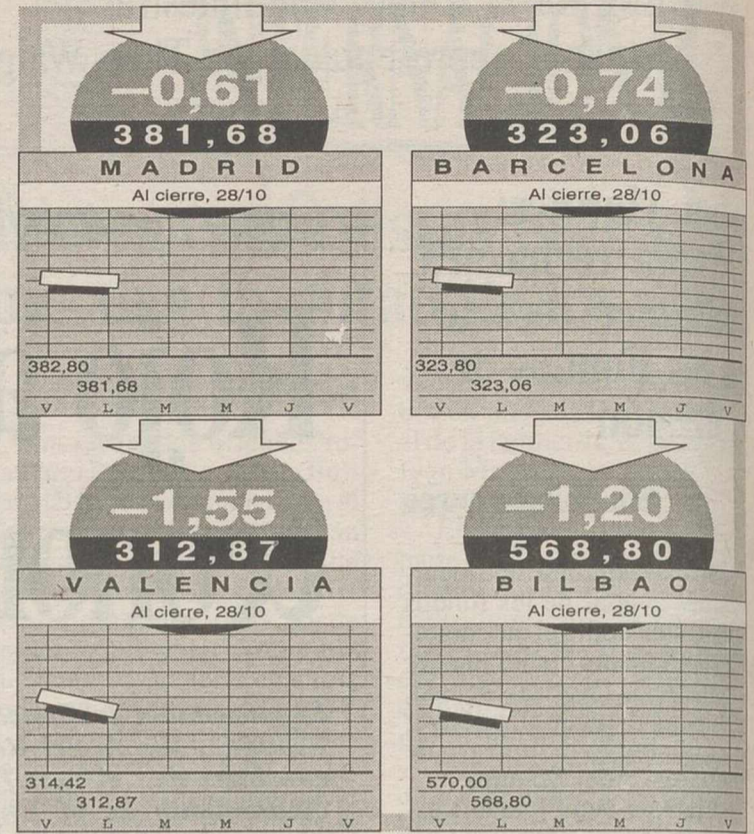 –0,61
381,68
MADRID
Al cierre, 28/10
382,80
381,68
V L M M J V
–0,74
323,06
BARCELONA
Al cierre, 28/10
323,80
323,06
V L M M J V
–1,55
312,87
VALENCIA
Al cierre, 28/10
314,42
312,87
V L M M J V
–1,20
568,80
BILBAO
Al cierre, 28/10
570,00
568,80
V L M M J V